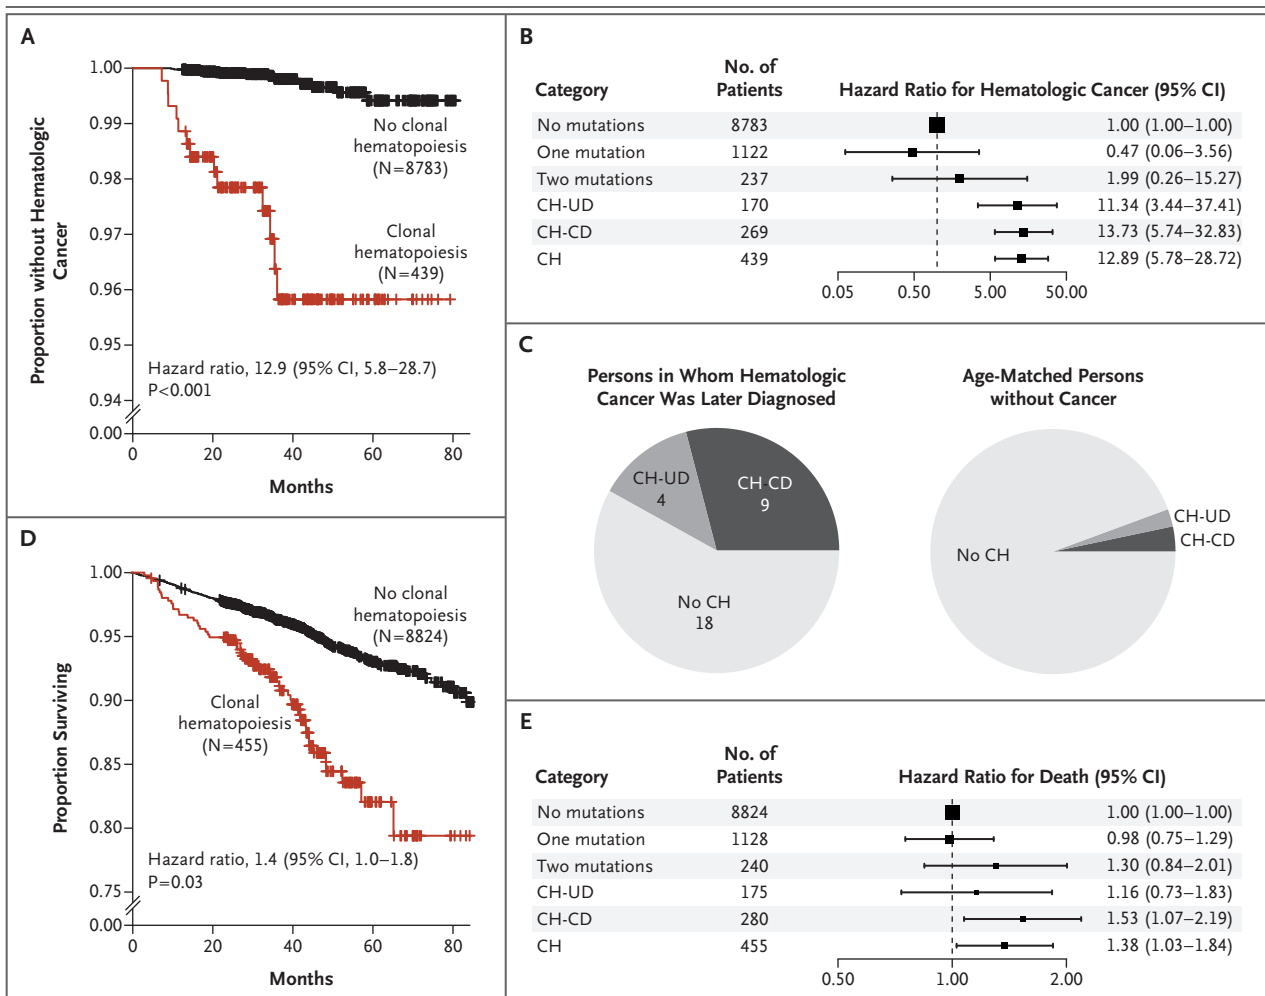 A
1.00
0.99
0.98
0.97
0.96
0.95
0.94
0.00
0
20
40
60
80
Proportion without Hematologic
Cancer
Months
No clonal
hematopoiesis
(N=8783)
Clonal
hematopoiesis
(N=439)
Hazard ratio, 12.9 (95% CI, 5.8–28.7)
P<0.001
B
Category No. of Patients Hazard Ratio for Hematologic Cancer (95% CI)
No mutations 8783 1.00 (1.00–1.00)
One mutation 1122 0.47 (0.06–3.56)
Two mutations 237 1.99 (0.26–15.27)
CH-UD 170 11.34 (3.44–37.41)
CH-CD 269 13.73 (5.74–32.83)
CH 439 12.89 (5.78–28.72)
0.05 0.50 5.00 50.00
C
Persons in Whom Hematologic
Cancer Was Later Diagnosed
CH-UD
4
CH-CD
9
No CH
18
Age-Matched Persons
without Cancer
CH-UD
CH-CD
No CH
D
1.00
0.95
0.90
0.85
0.80
0.75
0.00
0
20
40
60
80
Proportion Surviving
Months
No clonal
hematopoiesis
(N=8824)
Clonal
hematopoiesis
(N=455)
Hazard ratio, 1.4 (95% CI, 1.0–1.8)
P=0.03
E
Category No. of Patients Hazard Ratio for Death (95% CI)
No mutations 8824 1.00 (1.00–1.00)
One mutation 1128 0.98 (0.75–1.29)
Two mutations 240 1.30 (0.84–2.01)
CH-UD 175 1.16 (0.73–1.83)
CH-CD 280 1.53 (1.07–2.19)
CH 455 1.38 (1.03–1.84)
0.50 1.00 2.00